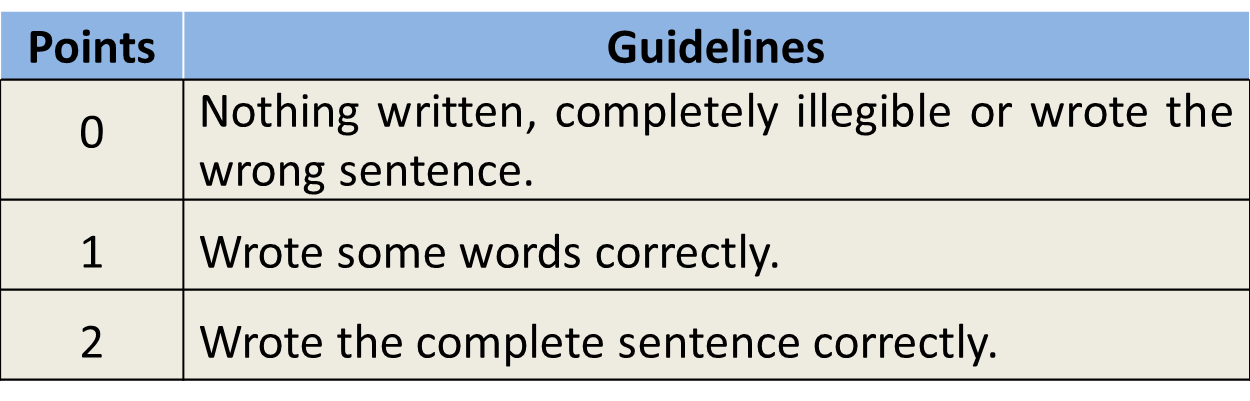 Points Guidelines
0 Nothing written, completely illegible or wrote the
wrong sentence.
1 Wrote some words correctly.
2 Wrote the complete sentence correctly.